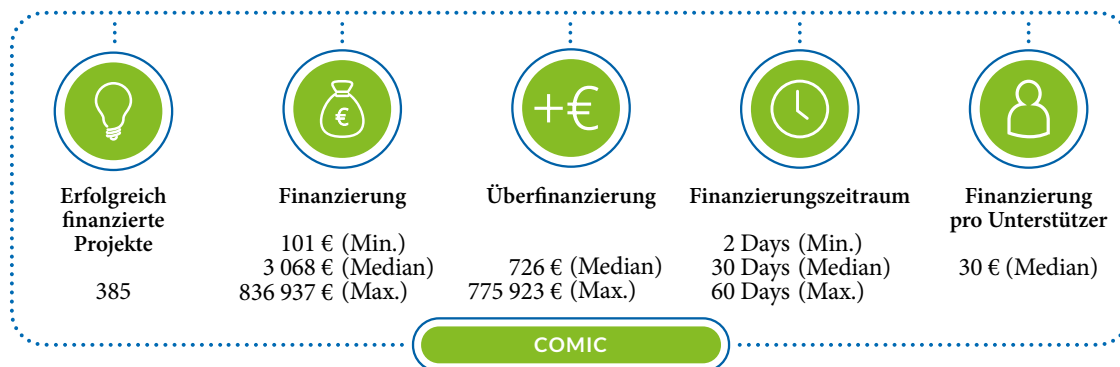 €
+€
Erfolgreich
finanzierte
Projekte
385
Finanzierung
101 € (Min.)
3 068 € (Median)
836 937 € (Max.)
Überfinanzierung
726 € (Median)
775 923 € (Max.)
Finanzierungszeitraum
2 Days (Min.)
30 Days (Median)
60 Days (Max.)
Finanzierung
pro Unterstützer
30 € (Median)
COMIC